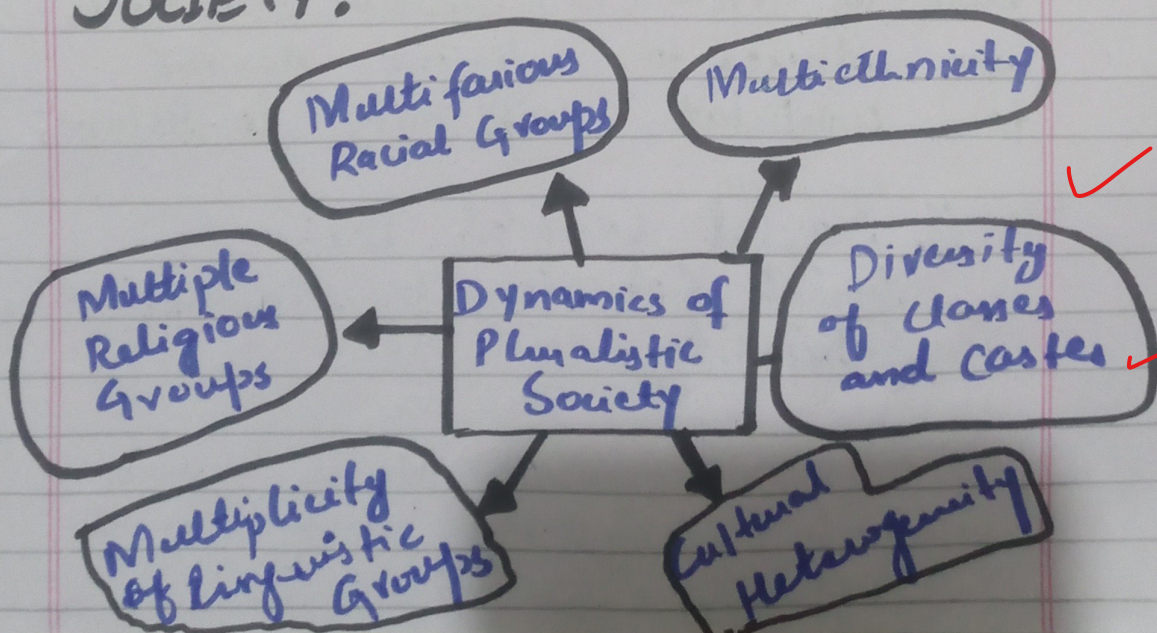 SOCIETY.
Multifarious
Racial Groups
Multiethnicity
Multiple
Religious
Groups
Dynamics of
Pluralistic
Society
Diversity
of classes
and Castes
Multiplicity
of linguistic
Groups
Cultural
Heterogeneity